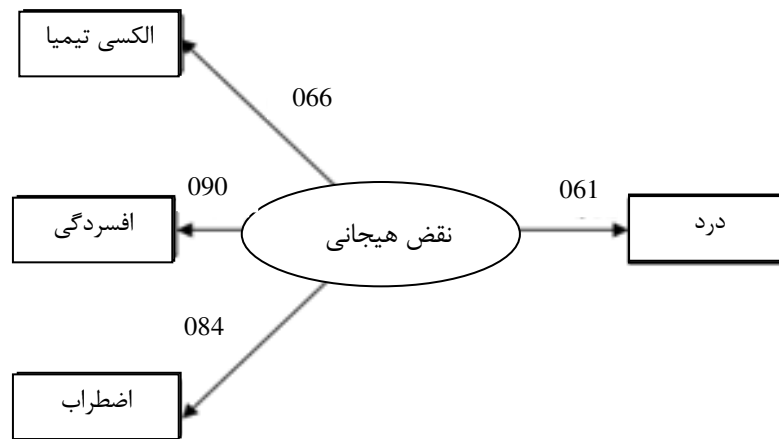 الکسی تیمیا
066
090
061
افسردگی
نقض هیجانی
درد
084
اضطراب